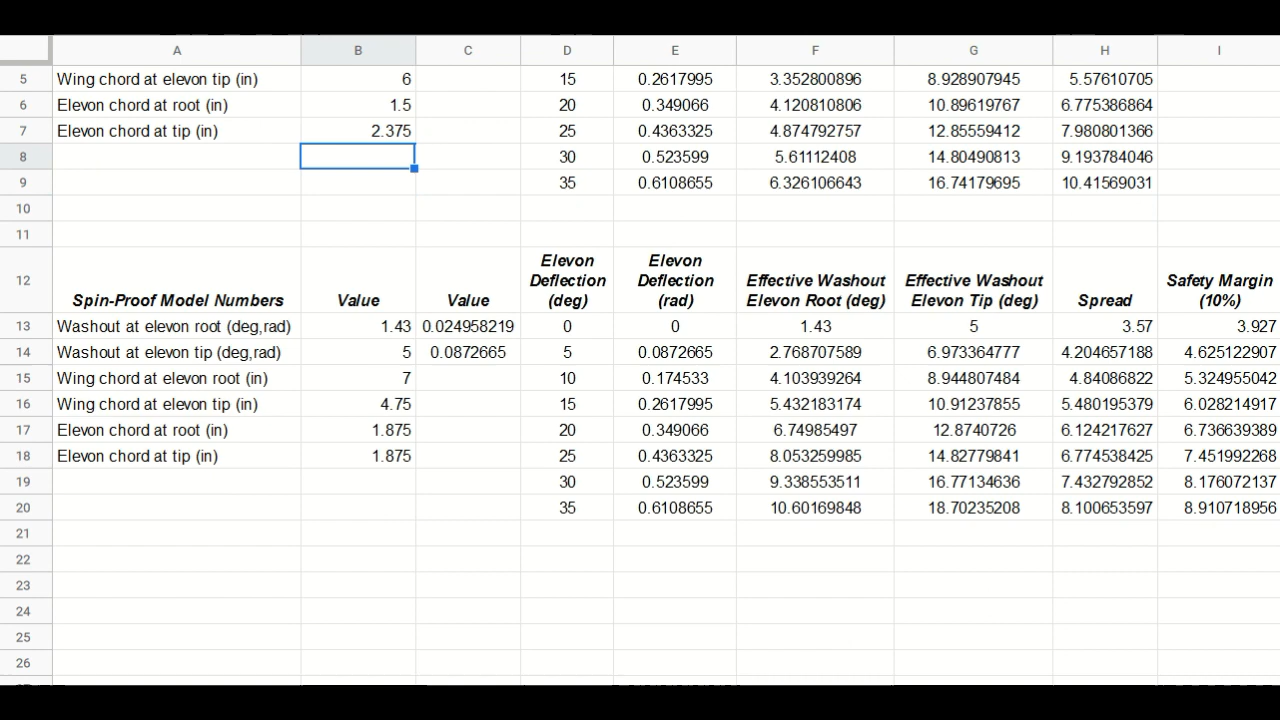 A B C D E F G H I
5 Wing chord at elevon tip (in) 6 15 0.2617995 3.352800896 8.928907945 5.57610705
6 Elevon chord at root (in) 1.5 20 0.349066 4.120810806 10.89619767 6.775386864
7 Elevon chord at tip (in) 2.375 25 0.4363325 4.874792757 12.85559412 7.980801366
8 30 0.523599 5.61112408 14.80490813 9.193784046
9 35 0.6108655 6.326106643 16.74179695 10.41569031
10
11
Elevon Elevon
Deflection Deflection Effective Washout Effective Washout Safety Margin
12 Spin-Proof Model Numbers Value Value (deg) (rad) Elevon Root (deg) Elevon Tip (deg) Spread (10%)
13 Washout at elevon root (deg,rad) 1.43 0.024958219 0 0 1.43 5 3.57 3.927
14 Washout at elevon tip (deg,rad) 5 0.0872665 5 0.0872665 2.768707589 6.973364777 4.204657188 4.625122907
15 Wing chord at elevon root (in) 7 10 0.174533 4.103939264 8.944807484 4.84086822 5.324955042
16 Wing chord at elevon tip (in) 4.75 15 0.2617995 5.432183174 10.91237855 5.480195379 6.028214917
17 Elevon chord at root (in) 1.875 20 0.349066 6.74985497 12.8740726 6.124217627 6.736639389
18 Elevon chord at tip (in) 1.875 25 0.4363325 8.053259985 14.82779841 6.774538425 7.451992268
19 30 0.523599 9.338553511 16.77134636 7.432792852 8.176072137
20 35 0.6108655 10.60169848 18.70235208 8.100653597 8.910718956
21
22
23
24
25
26